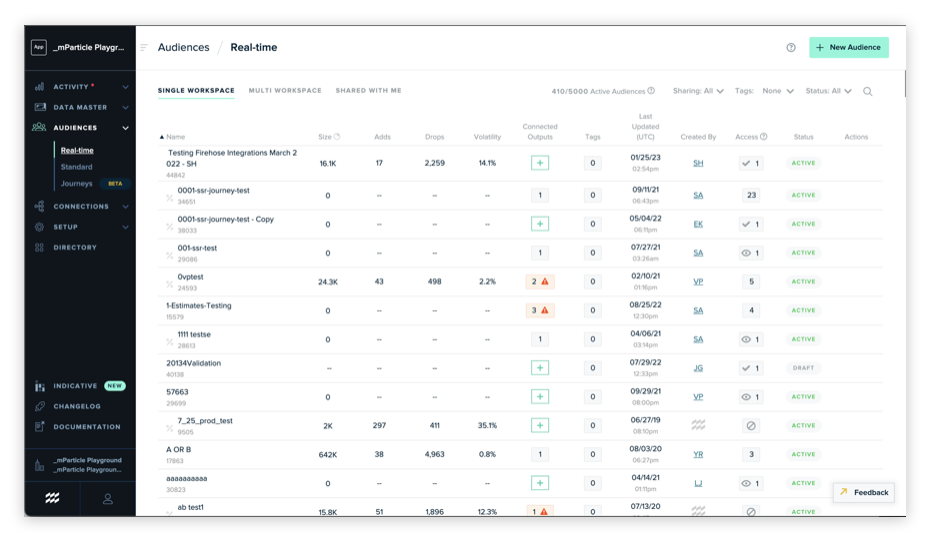 App _mParticle Playgr...
ACTIVITY
DATA MASTER
AUDIENCES
Real-time
Standard
Journeys BETA
CONNECTIONS
SETUP
DIRECTORY
INDICATIVE NEW
CHANGELOG
DOCUMENTATION
_mParticle Playground
_mParticle Playgroun...
Audiences / Real-time
+ New Audience
SINGLE WORKSPACE MULTI WORKSPACE SHARED WITH ME
410/5000 Active Audiences Sharing: All Tags: None Status: All
Name Size Adds Drops Volatility Connected Outputs Tags Last Updated (UTC) Created By Access Status Actions
Testing Firehose Integrations March 2
022 - SH 16.1K 17 2,259 14.1% + 0 01/25/23 SH 1 ACTIVE
44842 02:54pm
0001-ssr-journey-test 0 -- -- -- 1 0 09/11/21 SA 23 ACTIVE
34651 06:43pm
0001-ssr-journey-test - Copy 0 -- -- -- + 0 05/04/22 EK 1 ACTIVE
38033 06:11pm
001-ssr-test 0 -- -- -- 1 0 07/27/21 SA 1 ACTIVE
29086 03:26am
0vptest 24.3K 43 498 2.2% 2 0 02/10/21 VP 5 ACTIVE
24593 01:16pm
1-Estimates-Testing 0 -- -- -- 3 0 08/25/22 SA 4 ACTIVE
15579 12:30pm
1111 testse 0 -- -- -- 1 0 04/06/21 SA 1 ACTIVE
28613 03:14pm
20134Validation -- -- -- -- + 0 07/29/22 JG 1 DRAFT
40138 12:33pm
57663 0 -- -- -- + 0 09/29/21 VP 1 ACTIVE
29699 08:00pm
7_25_prod_test 2K 297 411 35.1% + 0 06/27/19 ACTIVE
9505 08:10pm
A OR B 642K 38 4,963 0.8% 1 0 08/03/20 YR 3 ACTIVE
17863 06:27pm
aaaaaaaaaa 0 -- -- -- + 0 04/14/21 LJ 1 ACTIVE
30823 01:11pm
ab test1 15.8K 51 1,896 12.3% 1 0 07/13/20 ACTIVE
Feedback